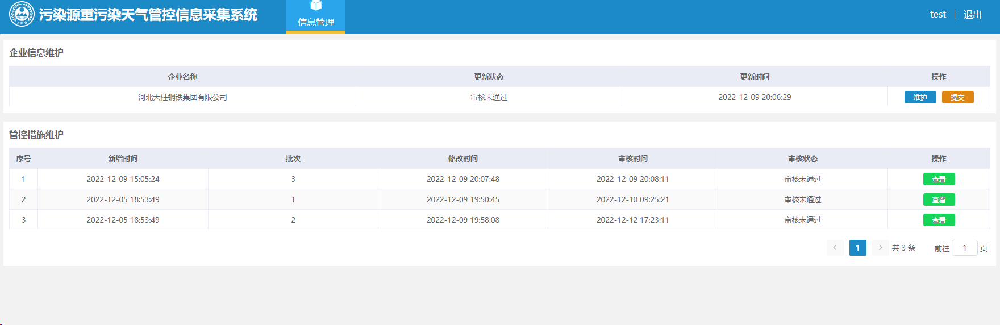 污染源重污染天气管控信息采集系统 信息管理 test 退出
ZHB
企业信息维护
企业名称 更新状态 更新时间 操作
河北天柱钢铁集团有限公司 审核未通过 2022-12-09 20:06:29 维护 提交
管控措施维护
序号 新增时间 批次 修改时间 审核时间 审核状态 操作
1 2022-12-09 15:05:24 3 2022-12-09 20:07:48 2022-12-09 20:08:11 审核未通过 查看
2 2022-12-05 18:53:49 1 2022-12-09 19:50:45 2022-12-10 09:25:21 审核未通过 查看
3 2022-12-05 18:53:49 2 2022-12-09 19:58:08 2022-12-12 17:23:11 审核未通过 查看
1 共 3 条 前往 1 页